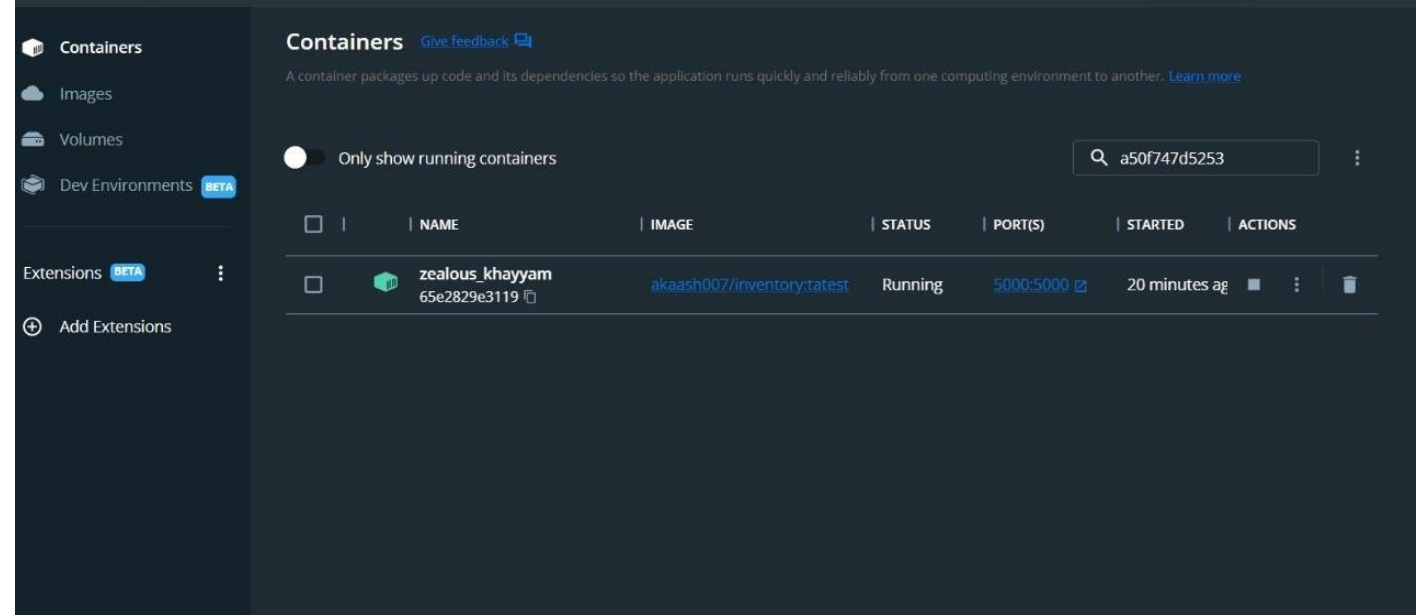 Containers
Images
Volumes
Dev Environments BETA
Extensions BETA
Add Extensions
Containers Give feedback
A container packages up code and its dependencies so the application runs quickly and reliably from one computing environment to another. Learn more
Only show running containers
a50f747d5253
NAME IMAGE STATUS PORT(S) STARTED ACTIONS
zealous_khayyam akaash007/inventory:tatest Running 5000:5000 20 minutes ag
65e2829e3119